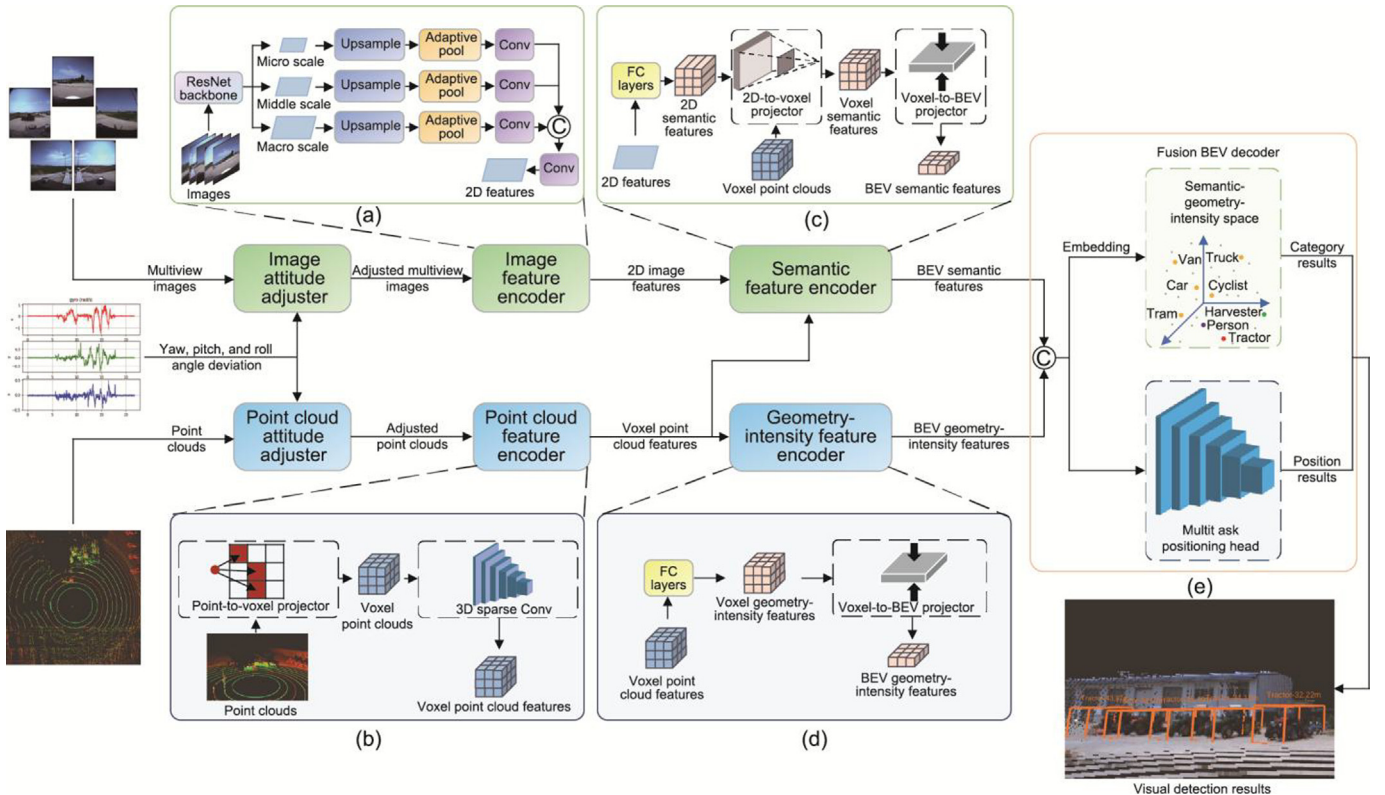 ResNet
backbone
Images
Micro scale
Middle scale
Macro scale
Upsample
Adaptive
pool
Conv
Upsample
Adaptive
pool
Conv
Upsample
Adaptive
pool
Conv
C
Conv
2D features
(a)
FC
layers
2D features
2D
semantic
features
2D-to-voxel
projector
Voxel point clouds
Voxel
semantic
features
Voxel-to-BEV
projector
BEV semantic features
(c)
Multiview
images
Image
attitude
adjuster
Adjusted multiview
images
Image
feature
encoder
2D image
features
Semantic
feature encoder
BEV semantic
features
Yaw, pitch, and roll
angle deviation
Point
clouds
Point cloud
attitude
adjuster
Adjusted
point clouds
Point cloud
feature
encoder
Voxel point
cloud features
Geometry-
intensity feature
encoder
BEV geometry-
intensity features
C
Point-to-voxel projector
Point clouds
Voxel
point clouds
3D sparse Conv
Voxel point cloud features
(b)
FC
layers
Voxel point
cloud features
Voxel geometry-
intensity features
Voxel-to-BEV projector
BEV geometry-
intensity features
(d)
Fusion BEV decoder
Embedding
Semantic-
geometry-
intensity space
Van
Truck
Car
Cyclist
Tram
Harvester
Person
Tractor
Category
results
Multit ask
positioning head
Position
results
(e)
Tractor-32.22m
Visual detection results